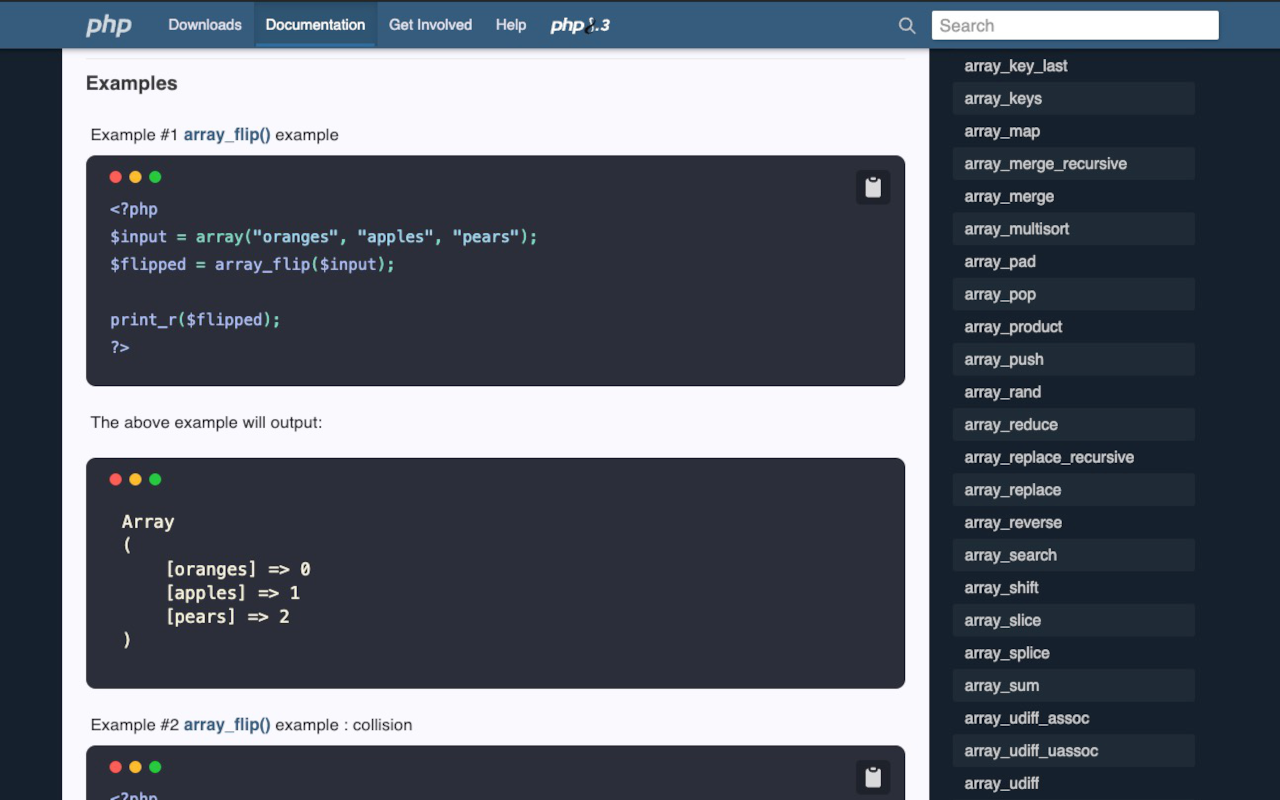 php Downloads Documentation Get Involved Help php8.3 Search
Examples
Example #1 array_flip() example
<?php
$input = array("oranges", "apples", "pears");
$flipped = array_flip($input);
print_r($flipped);
?>
The above example will output:
Array
(
[oranges] => 0
[apples] => 1
[pears] => 2
)
Example #2 array_flip() example : collision
<?php
array_key_last
array_keys
array_map
array_merge_recursive
array_merge
array_multisort
array_pad
array_pop
array_product
array_push
array_rand
array_reduce
array_replace_recursive
array_replace
array_reverse
array_search
array_shift
array_slice
array_splice
array_sum
array_udiff_assoc
array_udiff_uassoc
array_udiff